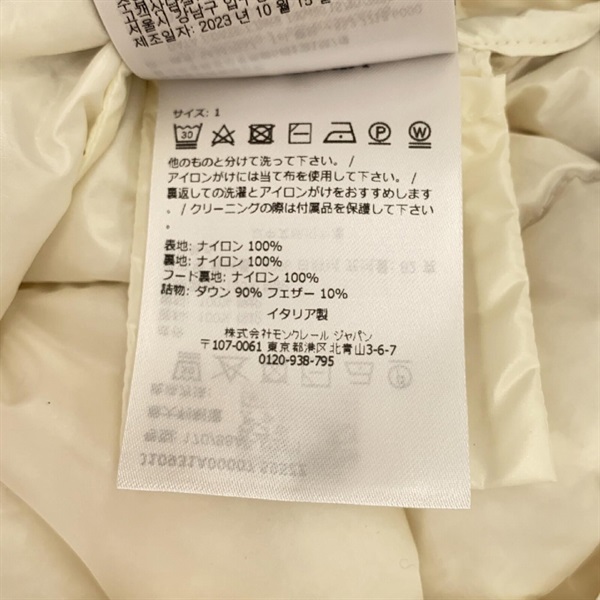 서울시 강남구
제조일자: 2023 년 10 월 15 일
サイズ: 1
30
P
W
他のものと分けて洗って下さい。/
アイロンがけには当て布を使用して下さい。/
裏返しての洗濯とアイロンがけをおすすめします
。/ クリーニングの際は付属品を保護して下さい
。
表地: ナイロン 100%
裏地: ナイロン 100%
フード裏地: ナイロン 100%
詰物: ダウン 90% フェザー 10%
イタリア製
株式会社モンクレール ジャパン
〒107-0061 東京都港区北青山3-6-7
0120-938-795